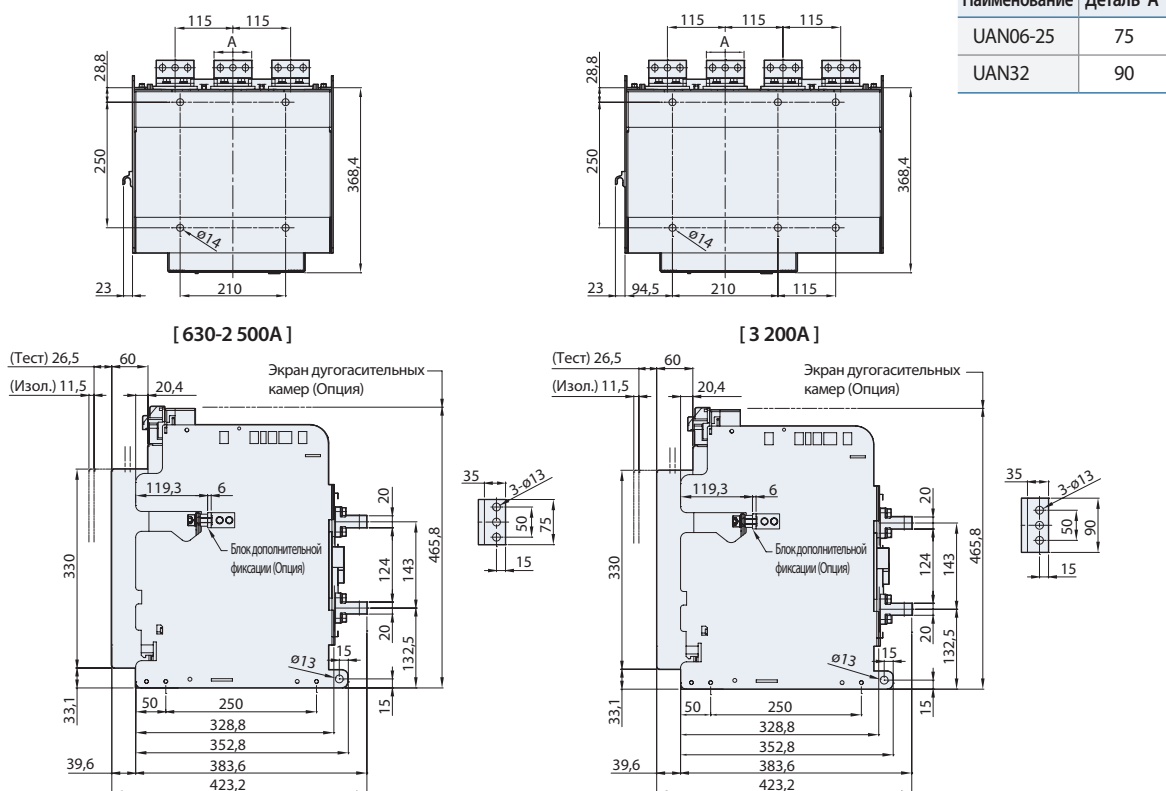 Наименование Деталь "А"
UAN06-25 75
UAN32 90
115 115
A
28,8
250
368,4
ø14
23 210
115 115 115
A
28,8
250
368,4
ø14
23 94,5 210 115
[ 630-2 500A ]
(Тест) 26,5 60
(Изол.) 11,5 20,4
Экран дугогасительных
камер (Опция)
119,3 6
Блок дополнительной
фиксации (Опция)
330
33,1
20
124
143
20
132,5
465,8
15
ø13
15
50 250
328,8
352,8
39,6 383,6
423,2
35
3-ø13
50
75
15
[ 3 200A ]
(Тест) 26,5 60
(Изол.) 11,5 20,4
Экран дугогасительных
камер (Опция)
119,3 6
Блок дополнительной
фиксации (Опция)
330
33,1
20
124
143
20
132,5
465,8
15
ø13
15
50 250
328,8
352,8
39,6 383,6
423,2
35
3-ø13
50
90
15